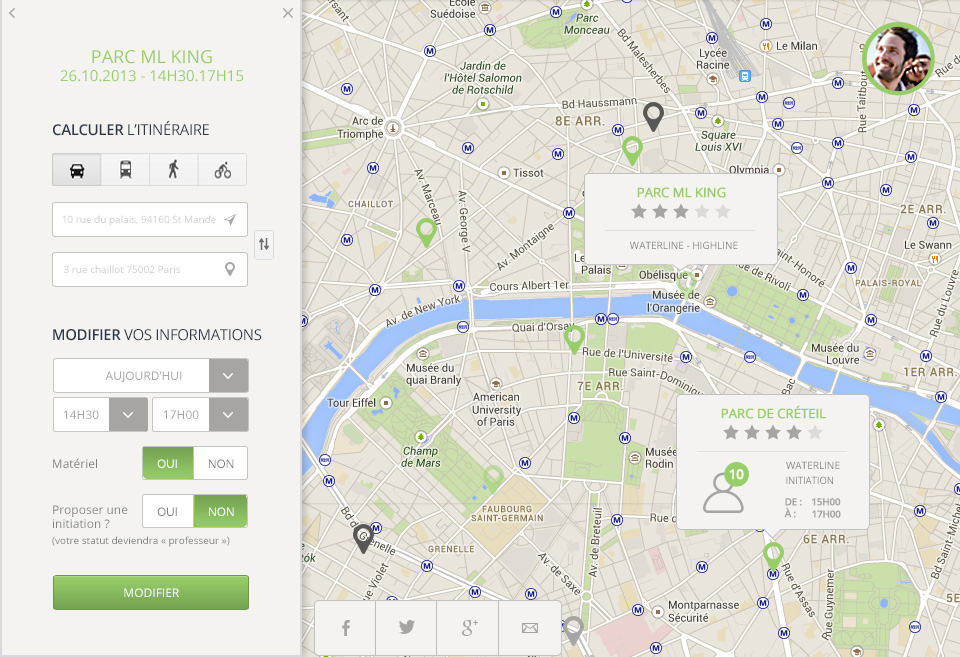 PARC ML KING
26.10.2013 - 14H30.17H15
CALCULER L'ITINÉRAIRE
10 rue du palais, 94160 St Mande
3 rue chaillot 75002 Paris
MODIFIER VOS INFORMATIONS
AUJOURD'HUI
14H30
17H00
Matériel
OUI
NON
Proposer une
initiation ?
OUI
NON
(votre statut deviendra « professeur »)
MODIFIER
École
Suédoise
Parc
Monceau
Bd Malesherbes
Lycée
Racine
Le Milan
Rue Taitbout
Jardin de
l'Hôtel Salomon
de Rotschild
Bd Haussmann
8E ARR.
Arc de
Triomphe
Square
Louis XVI
Tissot
Olympia
CHAILLOT
Av. Marceau
Av. George V
Av. Montaigne
PARC ML KING
WATERLINE - HIGHLINE
2E ARR.
Le Swann
Palais
Obélisque
Rue de Rivoli
PALAIS-ROYAL
Rue du Louvre
Cours Albert 1er
Av. de New York
Musée de
l'Orangerie
Quai d'Orsay
Musée du
quai Branly
Rue de l'Université
Rue Saint-Dominique
7E ARR.
Musée du
Louvre
1ER ARR.
Tour Eiffel
American
University
of Paris
Champ
de Mars
Musée
Rodin
PARC DE CRÉTEIL
10
WATERLINE
INITIATION
DE : 15H00
À : 17H00
FAUBOURG
SAINT-GERMAIN
GRENELLE
Av. de Breteuil
Av. de Saxe
6E ARR.
Rue d'Assas
Rue Guynemer
Bd Saint-Michel
Montparnasse
Sécurité
f
g+